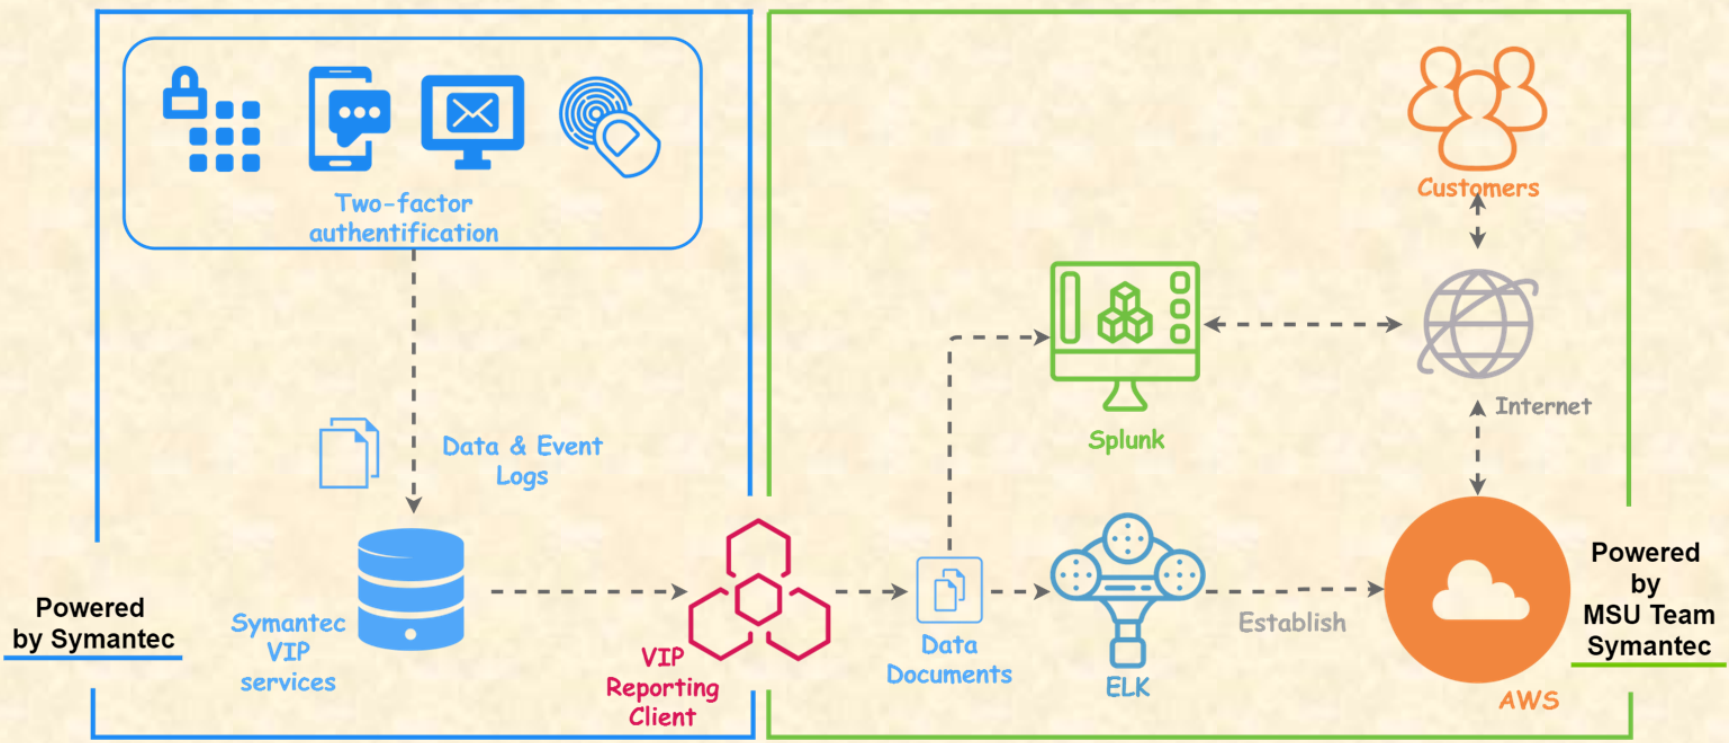 Two-factor
authentification
Data & Event
Logs
Powered
by Symantec
Symantec
VIP
services
VIP
Reporting
Client
Customers
Internet
Splunk
Data
Documents
ELK
Establish
AWS
Powered
by
MSU Team
Symantec